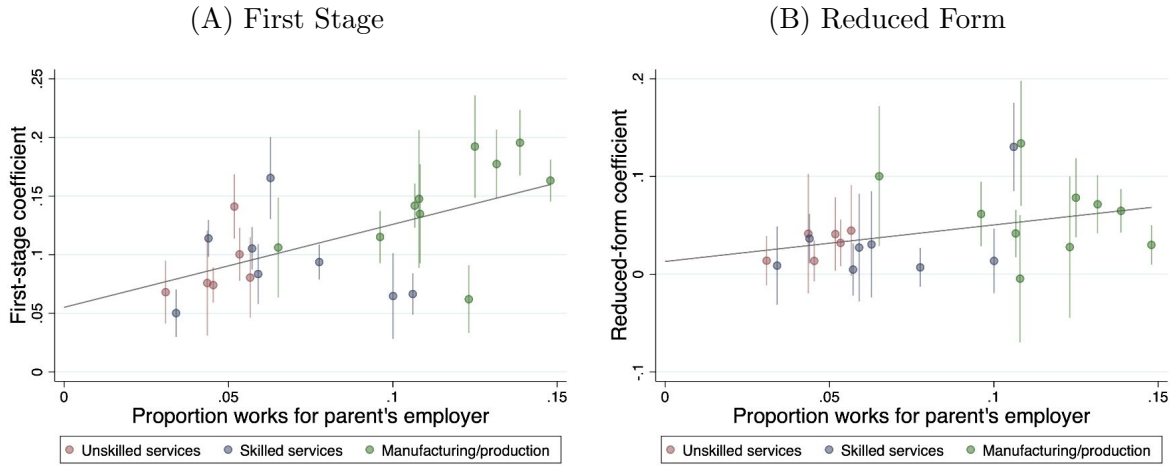 (A) First Stage
.25
.2
.15
.1
.05
0
First-stage coefficient
0 .05 .1 .15
Proportion works for parent's employer
Unskilled services Skilled services Manufacturing/production
(B) Reduced Form
.2
.1
0
-.1
Reduced-form coefficient
0 .05 .1 .15
Proportion works for parent's employer
Unskilled services Skilled services Manufacturing/production